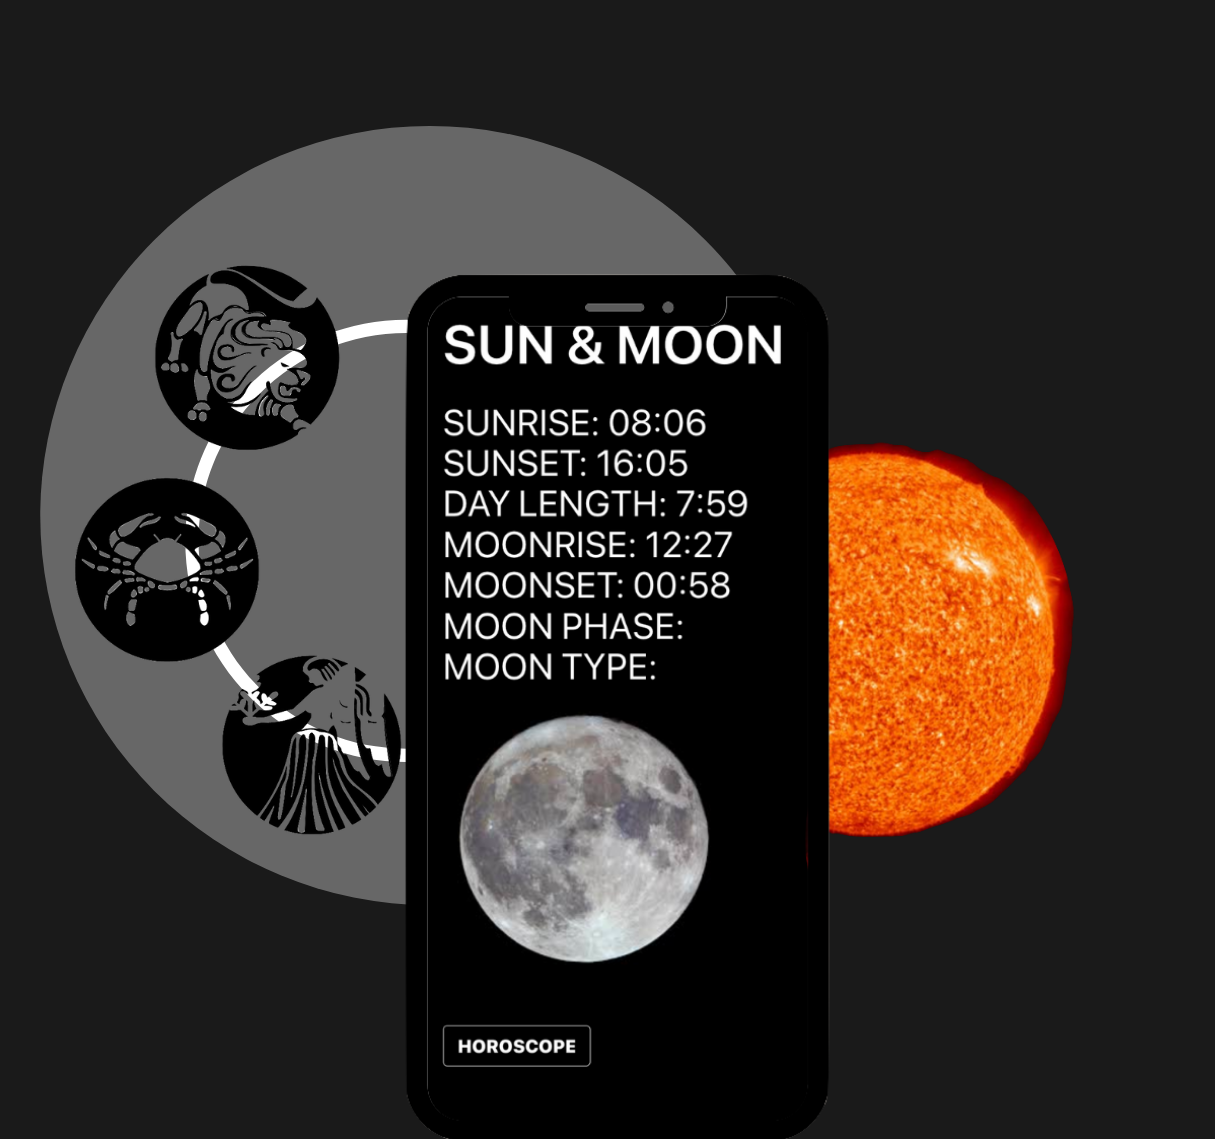 SUN & MOON
SUNRISE: 08:06
SUNSET: 16:05
DAY LENGTH: 7:59
MOONRISE: 12:27
MOONSET: 00:58
MOON PHASE:
MOON TYPE:
HOROSCOPE